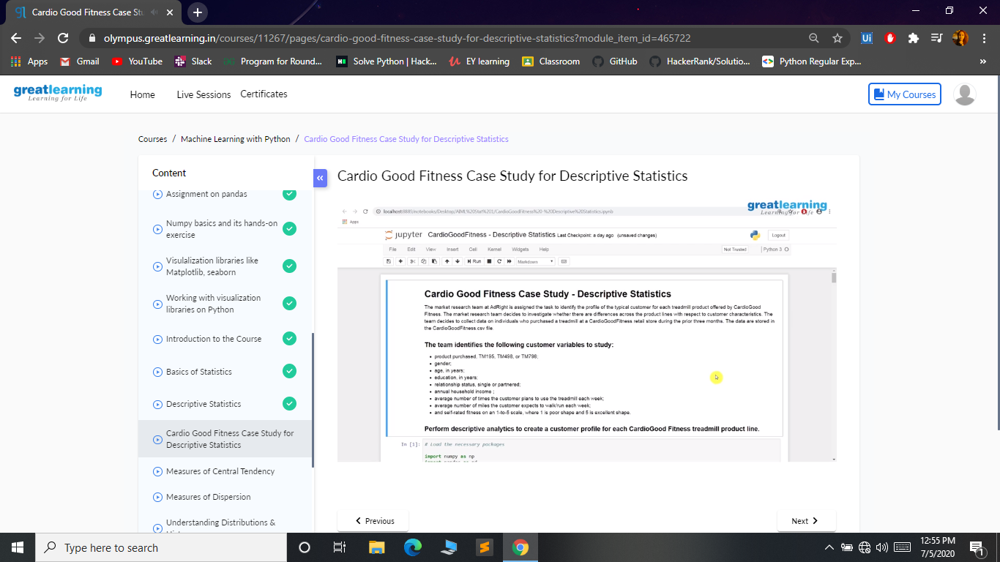 Cardio Good Fitness Case Stu
olympus.greatlearning.in/courses/11267/pages/cardio-good-fitness-case-study-for-descriptive-statistics?module_item_id=465722
Apps Gmail YouTube Slack Program for Round... Solve Python | Hack... EY learning Classroom GitHub HackerRank/Solutio... Python Regular Exp... »
greatlearning
Learning for Life
Home Live Sessions Certificates My Courses
Courses / Machine Learning with Python / Cardio Good Fitness Case Study for Descriptive Statistics
Content
Assignment on pandas
Numpy basics and its hands-on
exercise
Visulalization libraries like
Matplotlib, seaborn
Working with visualization
libraries on Python
Introduction to the Course
Basics of Statistics
Descriptive Statistics
Cardio Good Fitness Case Study for
Descriptive Statistics
Measures of Central Tendency
Measures of Dispersion
Understanding Distributions &
«
Cardio Good Fitness Case Study for Descriptive Statistics
greatlearning
Learning for Life
localhost:8889/notebooks/Desktop/AIML%20Stat%201/CardioGoodFitness%20-%20Descriptive%20Statistics.ipynb
Apps
jupyter CardioGoodFitness - Descriptive Statistics Last Checkpoint: a day ago (unsaved changes) Logout
File Edit View Insert Cell Kernel Widgets Help Not Trusted Python 3
Run Markdown
Cardio Good Fitness Case Study - Descriptive Statistics
The market research team at AdRight is assigned the task to identify the profile of the typical customer for each treadmill product offered by CardioGood
Fitness. The market research team decides to investigate whether there are differences across the product lines with respect to customer characteristics. The
team decides to collect data on individuals who purchased a treadmill at a CardioGoodFitness retail store during the prior three months. The data are stored in
the CardioGoodFitness.csv file.
The team identifies the following customer variables to study:
• product purchased, TM195, TM498, or TM798;
• gender;
• age, in years;
• education, in years;
• relationship status, single or partnered;
• annual household income ;
• average number of times the customer plans to use the treadmill each week;
• average number of miles the customer expects to walk/run each week;
• and self-rated fitness on an 1-to-5 scale, where 1 is poor shape and 5 is excellent shape.
Perform descriptive analytics to create a customer profile for each CardioGood Fitness treadmill product line.
In [1]: # Load the necessary packages
import numpy as np
Previous Next
Type here to search
12:55 PM
7/5/2020
1